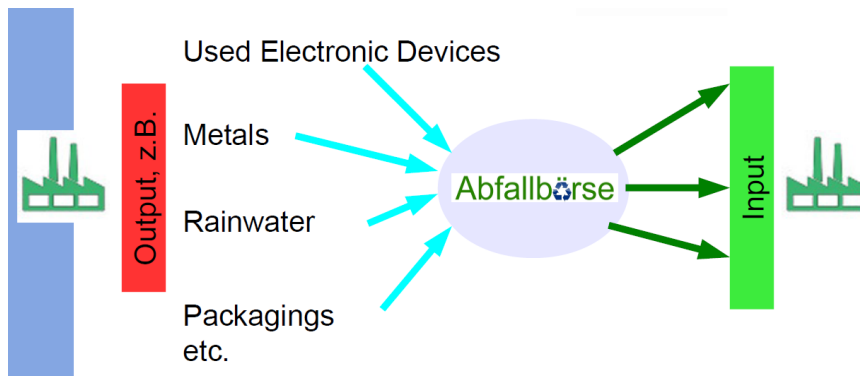 Used Electronic Devices
Output, z.B.
Metals
Rainwater
Packagings
etc.
Abfallbörse
Input